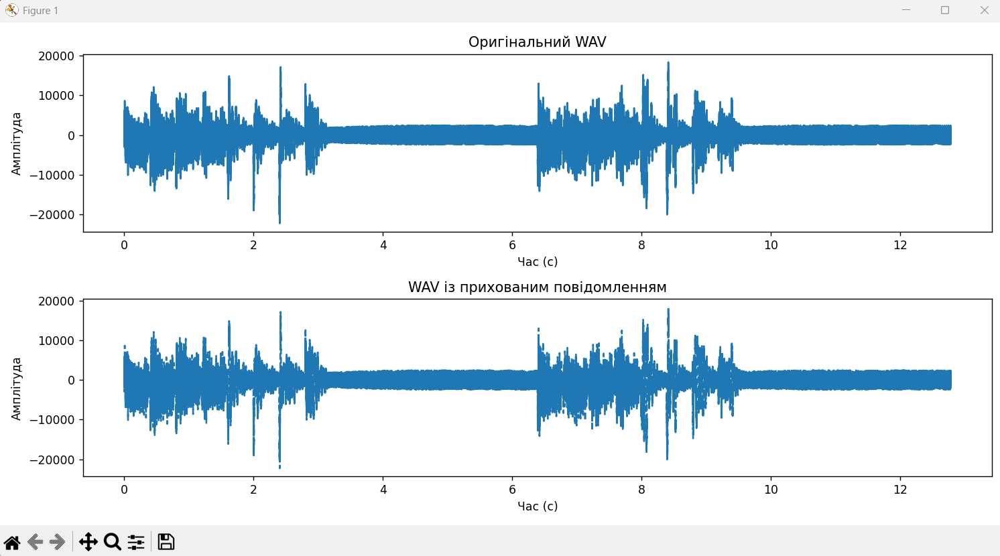 Figure 1
Оригінальний WAV
20000
10000
0
−10000
−20000
Амплітуда
0 2 4 6 8 10 12
Час (с)
WAV із прихованим повідомленням
20000
10000
0
−10000
−20000
Амплітуда
0 2 4 6 8 10 12
Час (с)